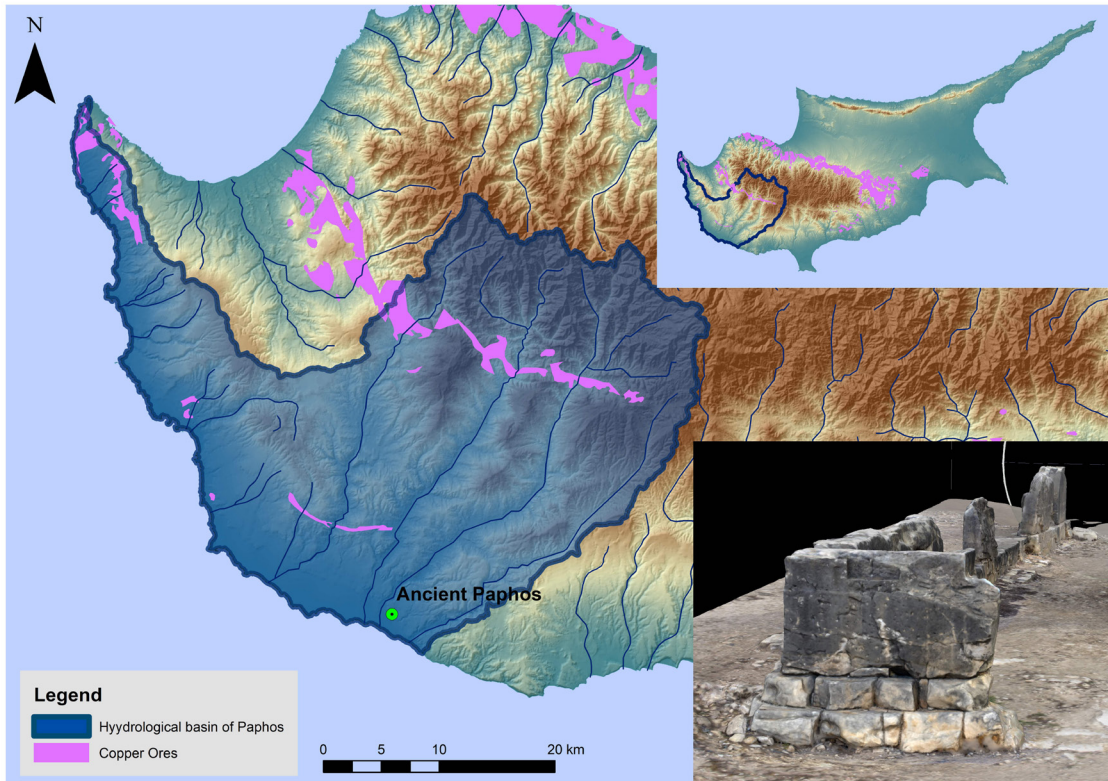 N
Ancient Paphos
Legend
Hyydrological basin of Paphos
Copper Ores
0 5 10 20 km